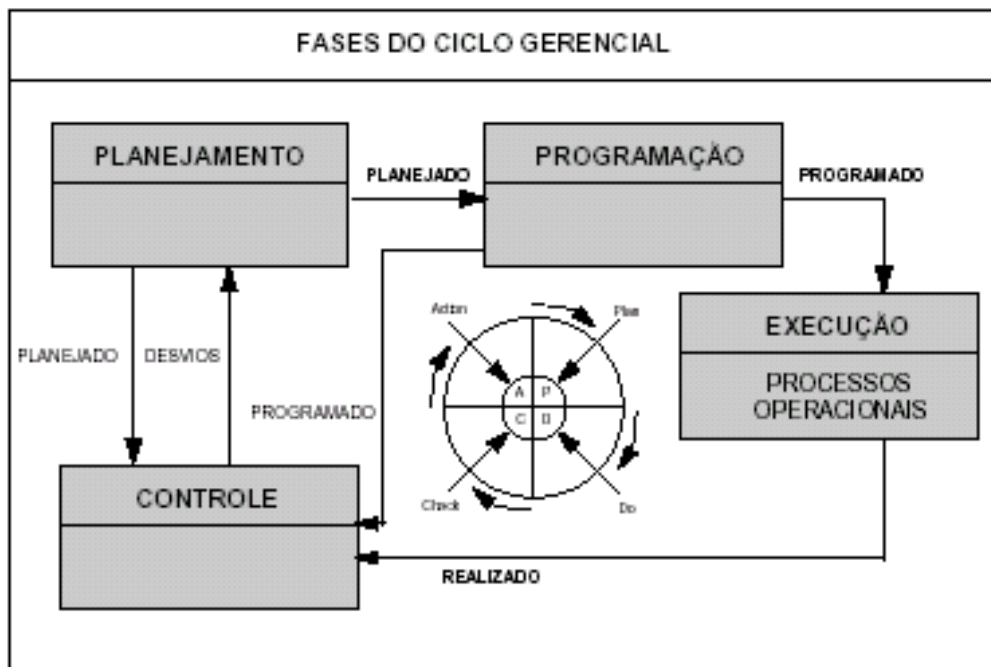 FASES DO CICLO GERENCIAL
PLANEJAMENTO
PLANEJADO
PROGRAMAÇÃO
PROGRAMADO
EXECUÇÃO
PROCESSOS
OPERACIONAIS
PLANEJADO
DESVIOS
PROGRAMADO
Action
Plan
A
P
C
D
Check
Do
CONTROLE
REALIZADO